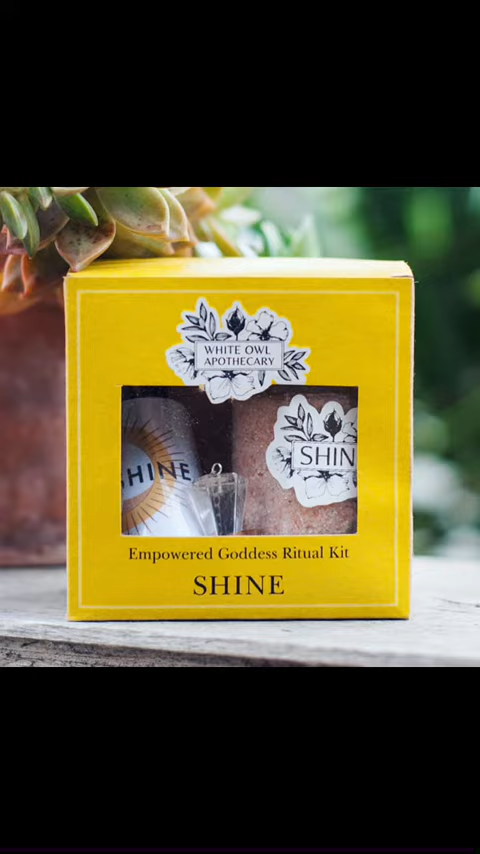 WHITE OWL
APOTHECARY
SHINE
SHIN
Empowered Goddess Ritual Kit
SHINE